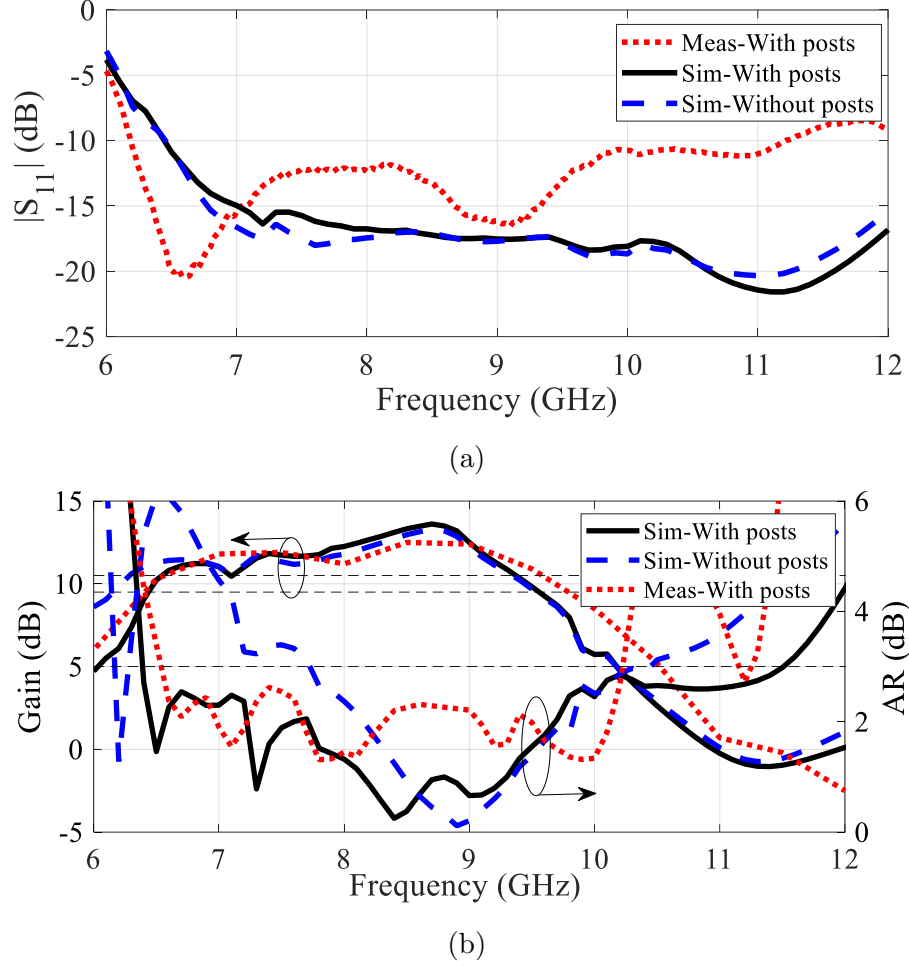 0
-5
-10
-15
-20
-25
|S11| (dB)
Meas-With posts
Sim-With posts
Sim-Without posts
6 7 8 9 10 11 12
Frequency (GHz)
(a)
15
10
5
0
-5
Gain (dB)
Sim-With posts
Sim-Without posts
Meas-With posts
6
4
2
0
AR (dB)
6 7 8 9 10 11 12
Frequency (GHz)
(b)